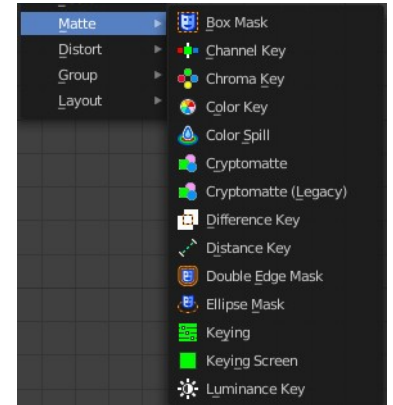 Matte
Distort
Group
Layout
Box Mask
Channel Key
Chroma Key
Color Key
Color Spill
Cryptomatte
Cryptomatte (Legacy)
Difference Key
Distance Key
Double Edge Mask
Ellipse Mask
Keying
Keying Screen
Luminance Key